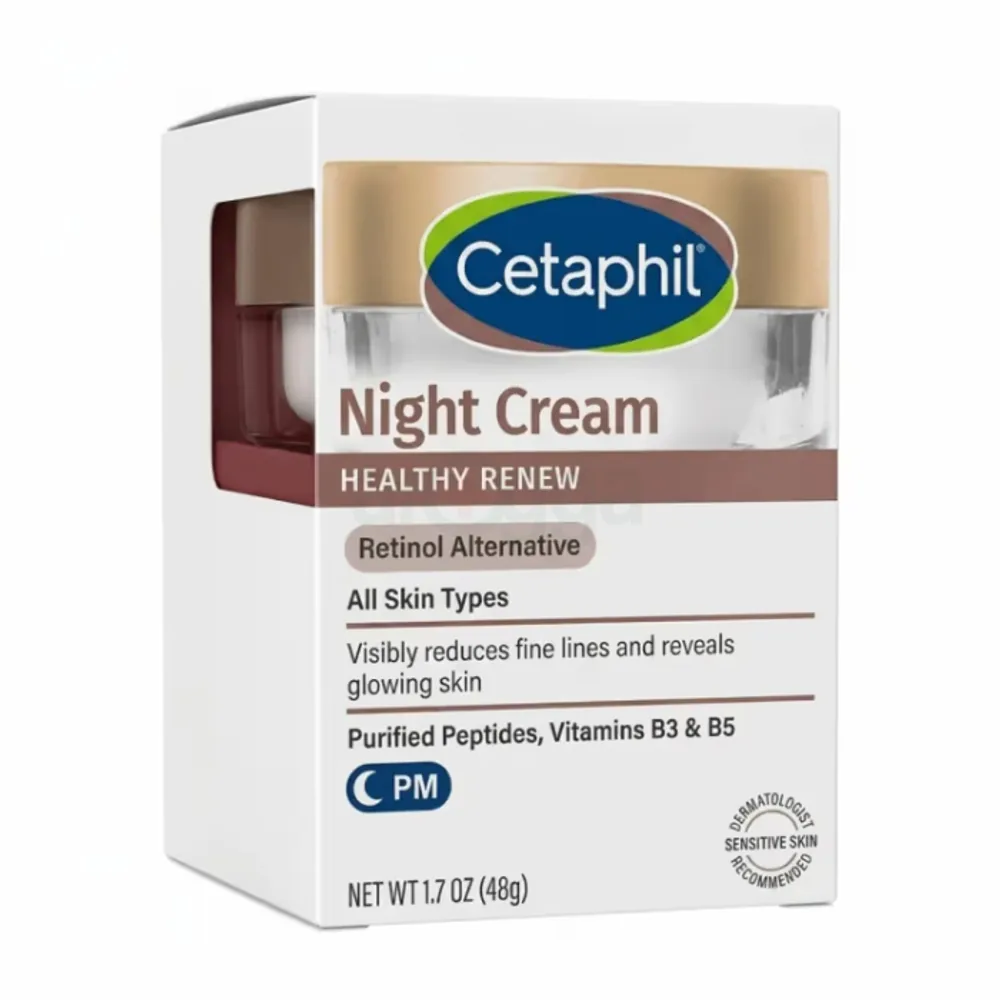 Cetaphil®
Night Cream
HEALTHY RENEW
Retinol Alternative
All Skin Types
Visibly reduces fine lines and reveals
glowing skin
Purified Peptides, Vitamins B3 & B5
PM
DERMATOLOGIST
SENSITIVE SKIN
RECOMMENDED
NET WT 1.7 OZ (48g)